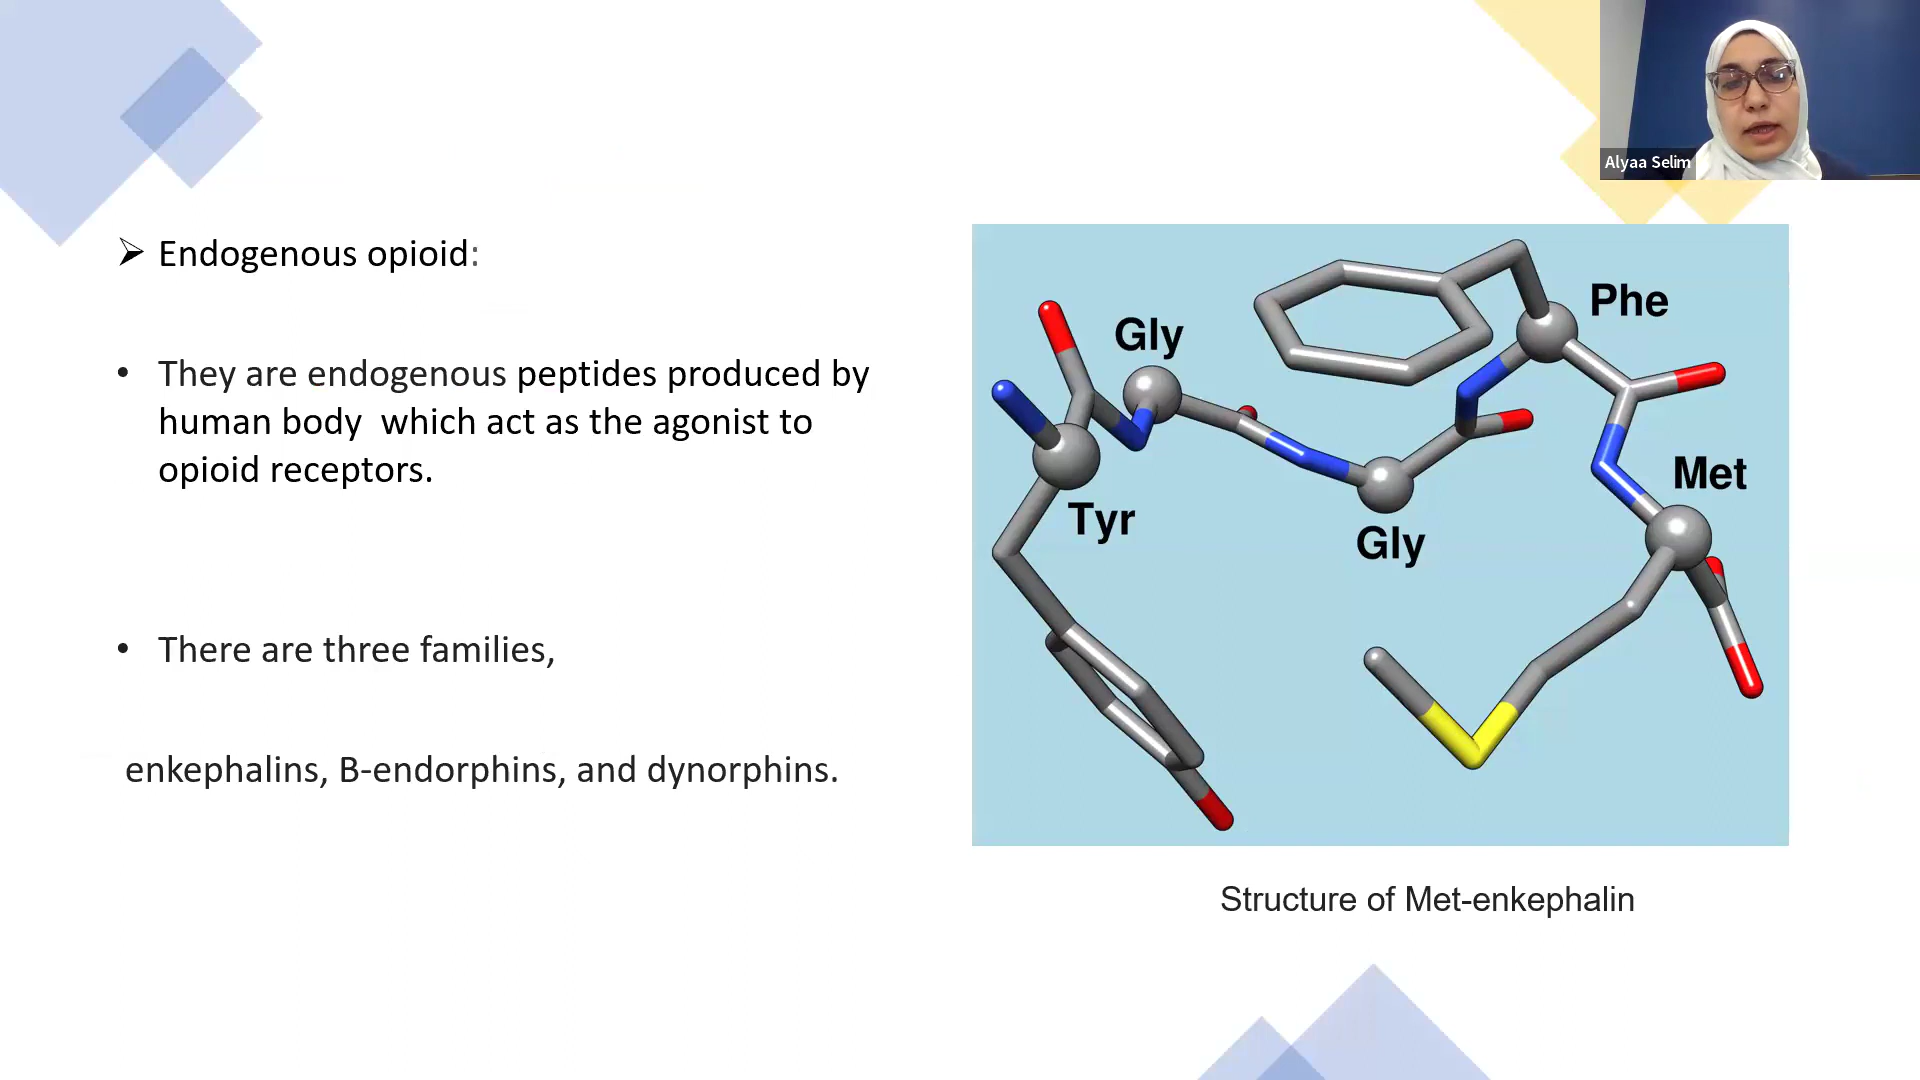 Alyaa Selim
➢ Endogenous opioid:
• They are endogenous peptides produced by
human body  which act as the agonist to
opioid receptors.
• There are three families,
enkephalins, B-endorphins, and dynorphins.
Phe
Gly
Met
Tyr
Gly
Structure of Met-enkephalin